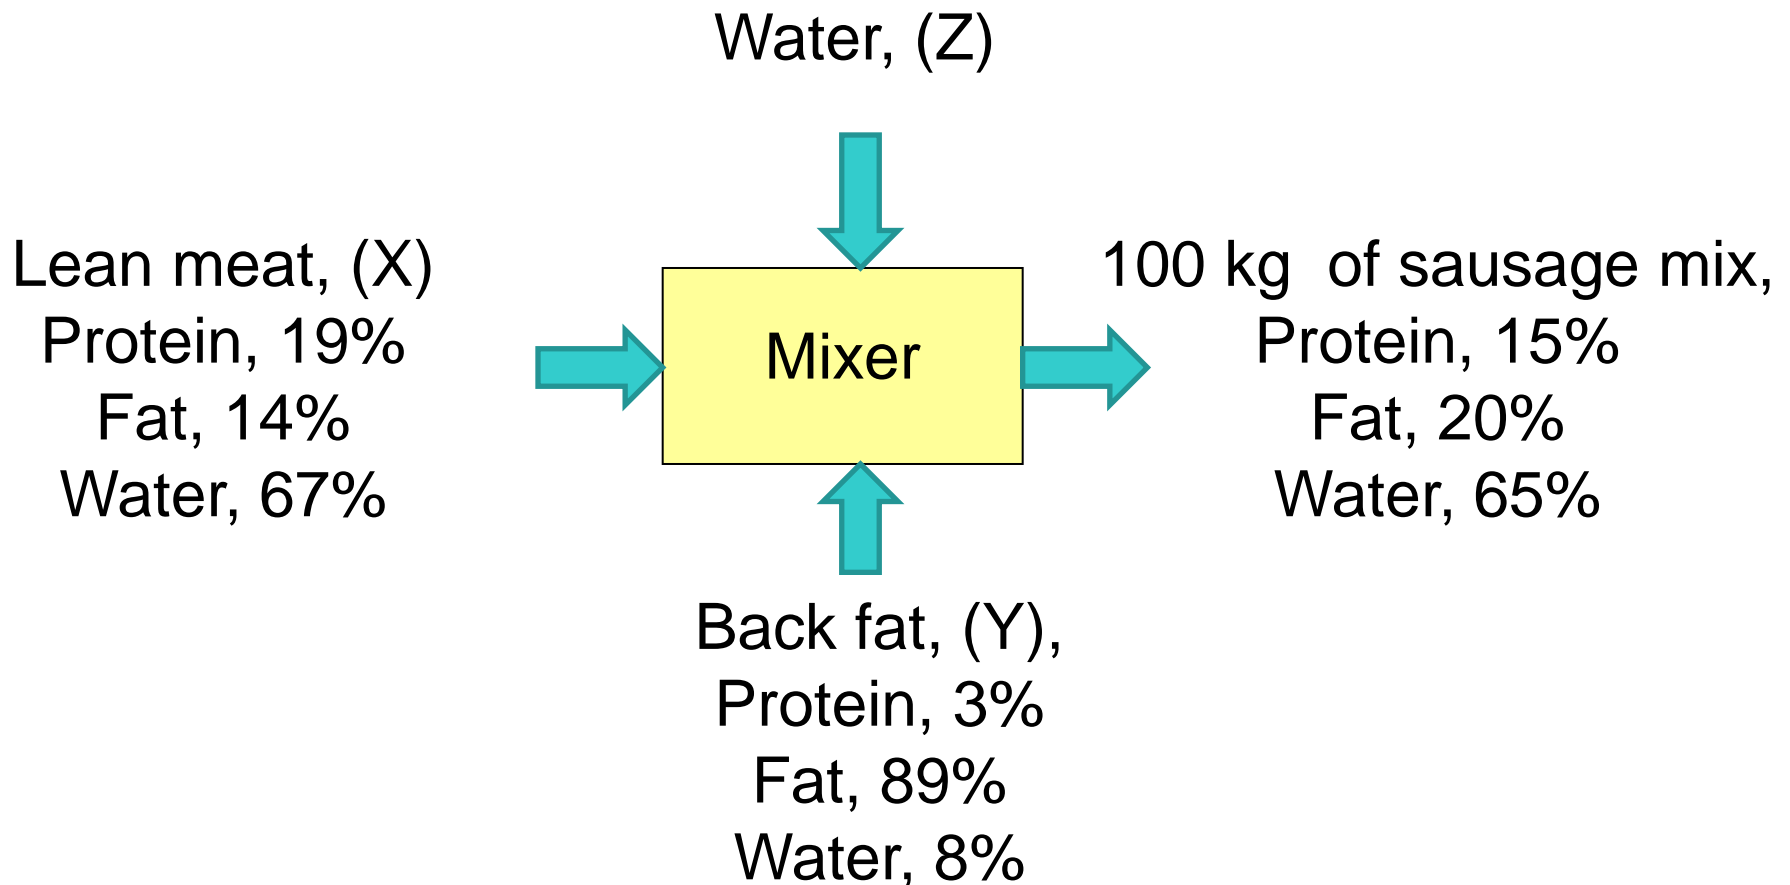 Water, (Z)
Lean meat, (X)
Protein, 19%
Fat, 14%
Water, 67%
Mixer
100 kg  of sausage mix,
Protein, 15%
Fat, 20%
Water, 65%
Back fat, (Y),
Protein, 3%
Fat, 89%
Water, 8%